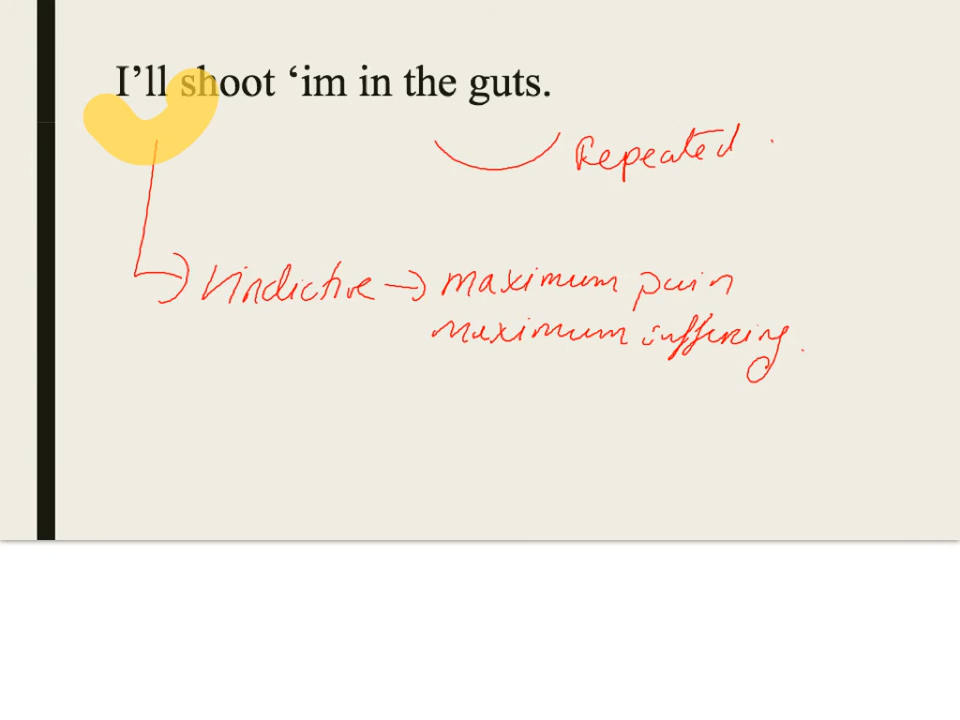 I’ll shoot ‘im in the guts.
Repeated.
Vindictive → maximum pain
maximum suffering.